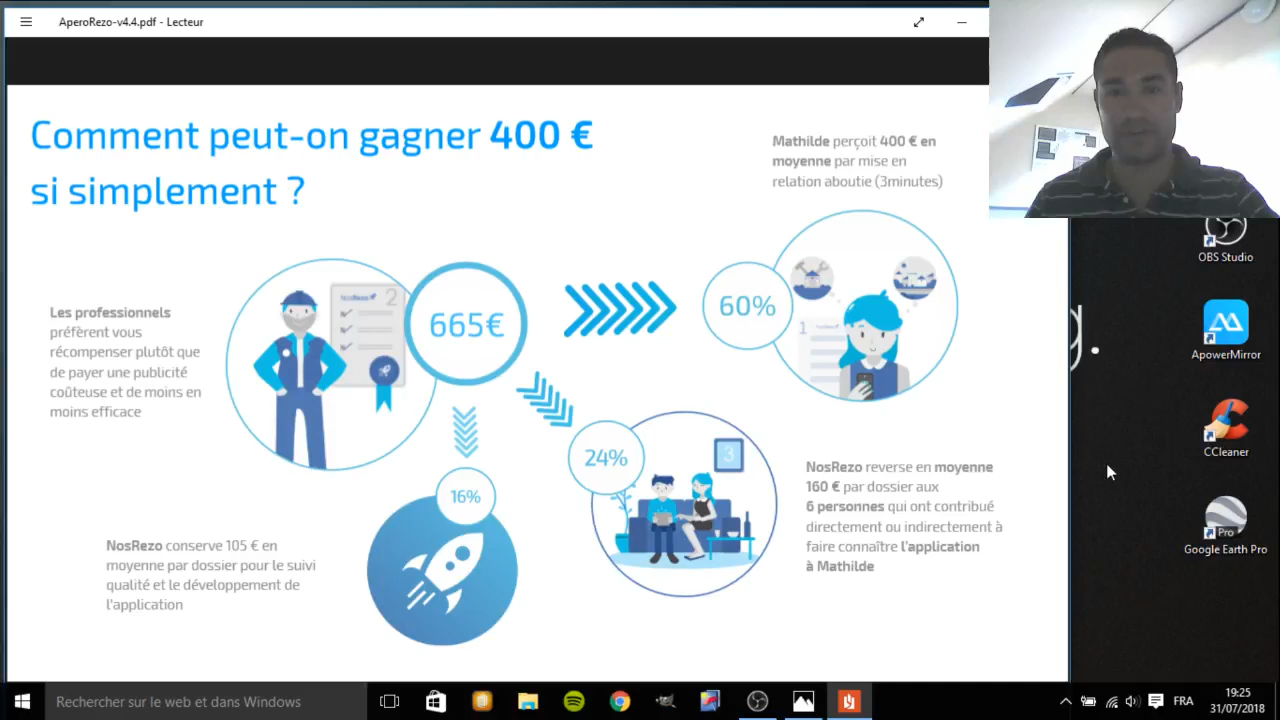 AperoRezo-v4.4.pdf - Lecteur
Comment peut-on gagner 400 €
si simplement ?
Mathilde perçoit 400 € en
moyenne par mise en
relation aboutie (3minutes)
Les professionnels
préfèrent vous
récompenser plutôt que
de payer une publicité
coûteuse et de moins en
moins efficace
NosRezo
2
665€
60%
1
24%
3
16%
NosRezo reverse en moyenne
160 € par dossier aux
6 personnes qui ont contribué
directement ou indirectement à
faire connaître l'application
à Mathilde
NosRezo conserve 105 € en
moyenne par dossier pour le suivi
qualité et le développement de
l'application
g.
OBS Studio
ApowerMirror
CCleaner
Pro
Google Earth Pro
Rechercher sur le web et dans Windows
FRA
19:25
31/07/2018